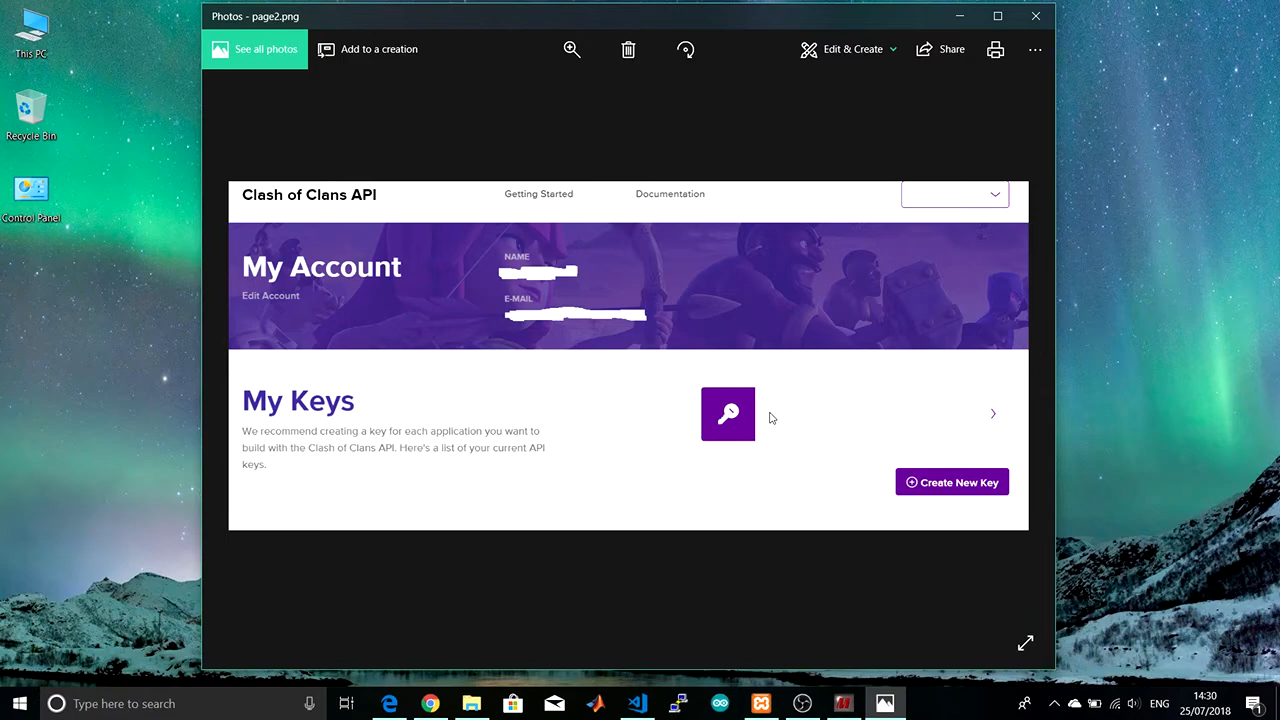 Photos - page2.png
This PC
See all photos
Add to a creation
Edit & Create
Share
Recycle Bin
Control Panel
Clash of Clans API
Getting Started
Documentation
My Account
Edit Account
NAME
E-MAIL
My Keys
We recommend creating a key for each application you want to
build with the Clash of Clans API. Here's a list of your current API
keys.
Create New Key
Type here to search
ENG
14:30
25/07/2018
1